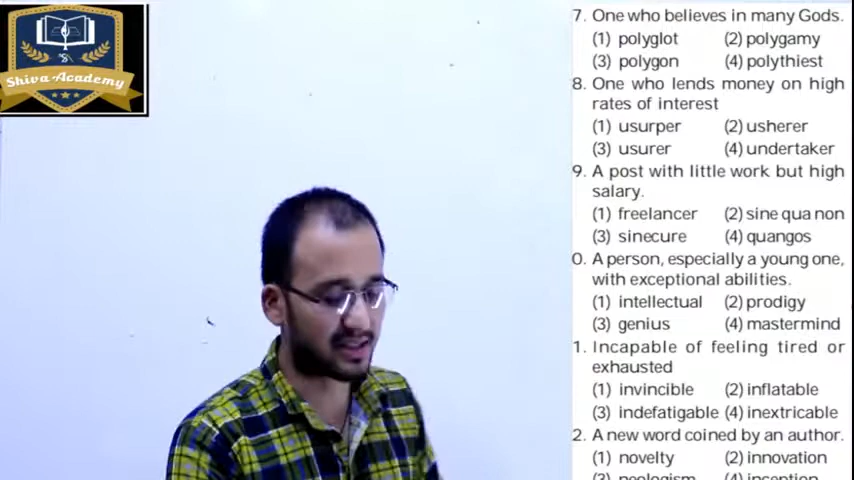 Shiva Academy
7. One who believes in many Gods.
(1) polyglot (2) polygamy
(3) polygon (4) polythiest
8. One who lends money on high
rates of interest
(1) usurper (2) usherer
(3) usurer (4) undertaker
9. A post with little work but high
salary.
(1) freelancer (2) sine qua non
(3) sinecure (4) quangos
0. A person, especially a young one,
with exceptional abilities.
(1) intellectual (2) prodigy
(3) genius (4) mastermind
1. Incapable of feeling tired or
exhausted
(1) invincible (2) inflatable
(3) indefatigable (4) inextricable
2. A new word coined by an author.
(1) novelty (2) innovation
(3) neologism (4) inception